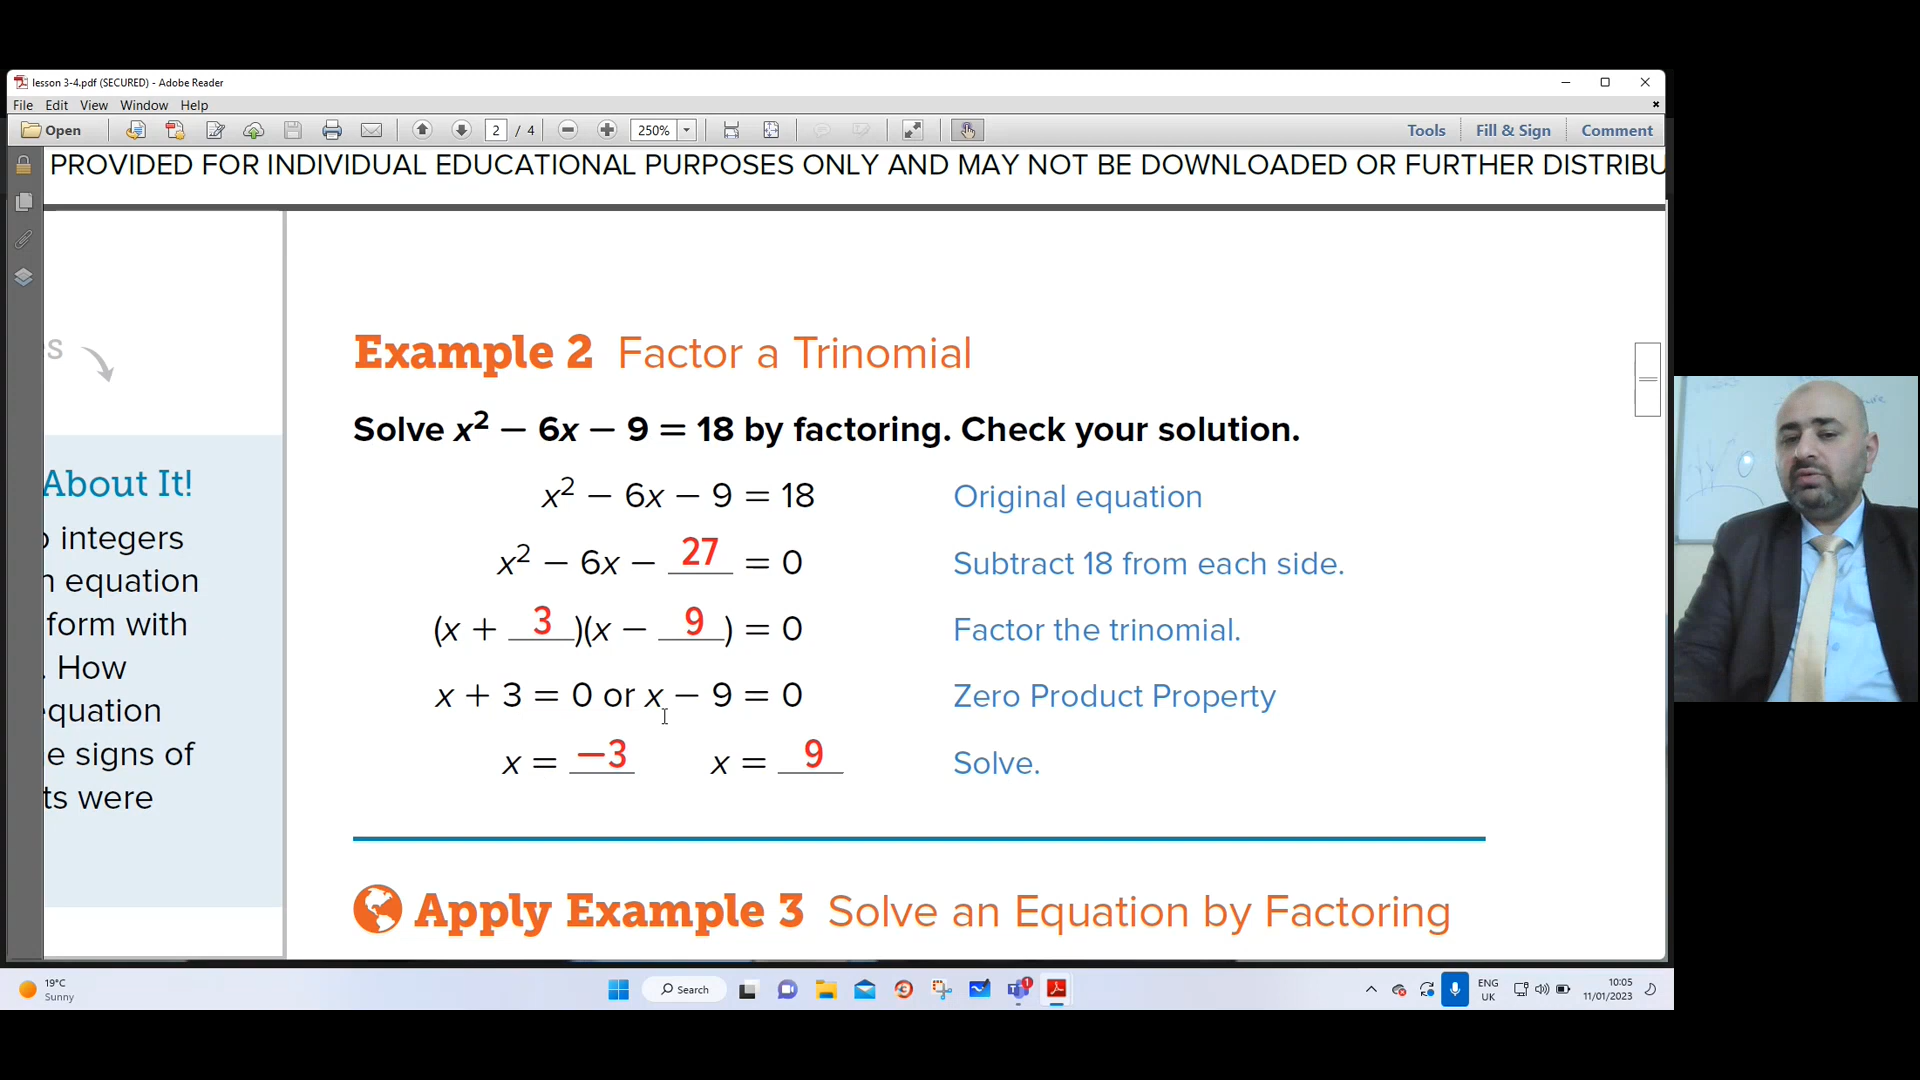 lesson 3-4.pdf (SECURED) - Adobe Reader
File Edit View Window Help
Open 2 / 4 250% Tools Fill & Sign Comment
PROVIDED FOR INDIVIDUAL EDUCATIONAL PURPOSES ONLY AND MAY NOT BE DOWNLOADED OR FURTHER DISTRIBU
s
About It!
integers
equation
form with
. How
equation
e signs of
ts were
Example 2 Factor a Trinomial
Solve x² − 6x − 9 = 18 by factoring. Check your solution.
x² − 6x − 9 = 18 Original equation
x² − 6x − 27 = 0 Subtract 18 from each side.
(x + 3)(x − 9) = 0 Factor the trinomial.
x + 3 = 0 or x − 9 = 0 Zero Product Property
x = −3 x = 9 Solve.
Apply Example 3 Solve an Equation by Factoring
19°C
Sunny
Search
1
ENG
UK
10:05
11/01/2023